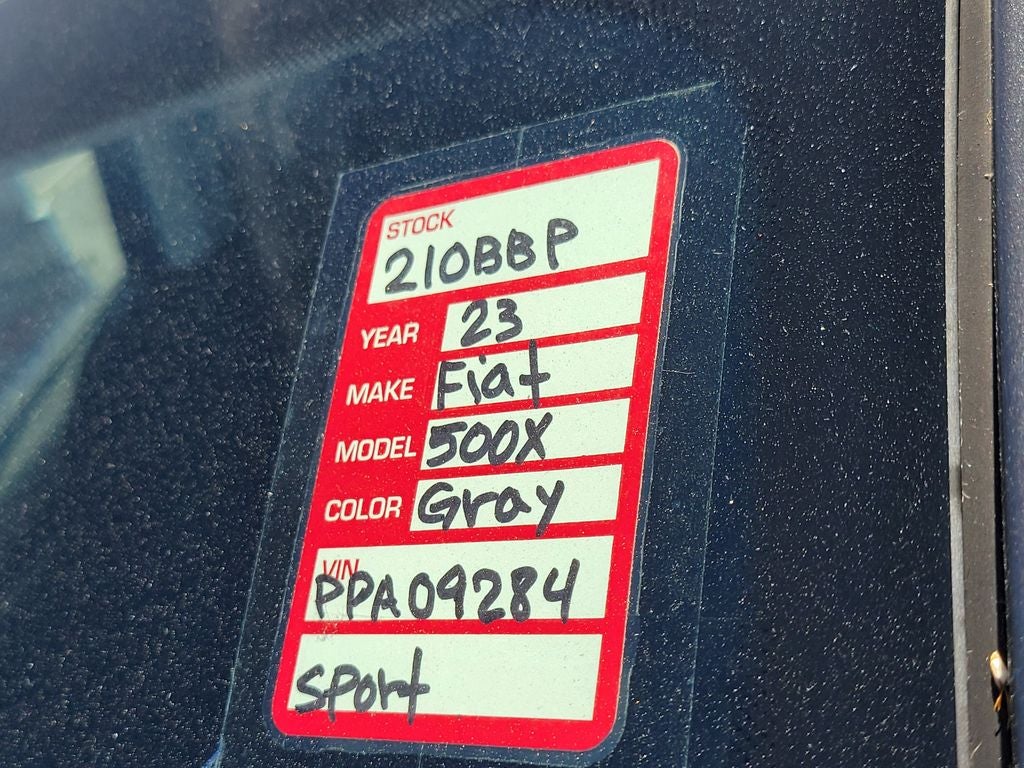 STOCK
210BBP
YEAR 23
MAKE Fiat
MODEL 500X
COLOR Gray
VIN
PPA09284
Sport